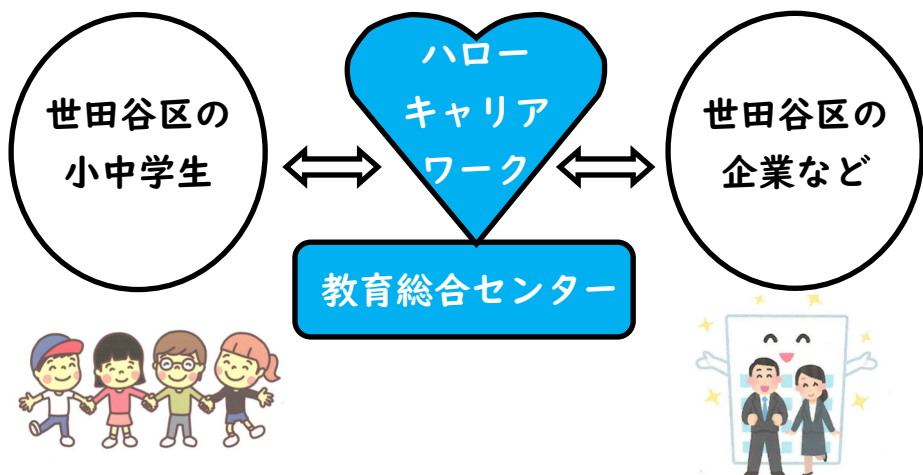 世田谷区の
小中学生
ハロー
キャリア
ワーク
世田谷区の
企業など
教育総合センター